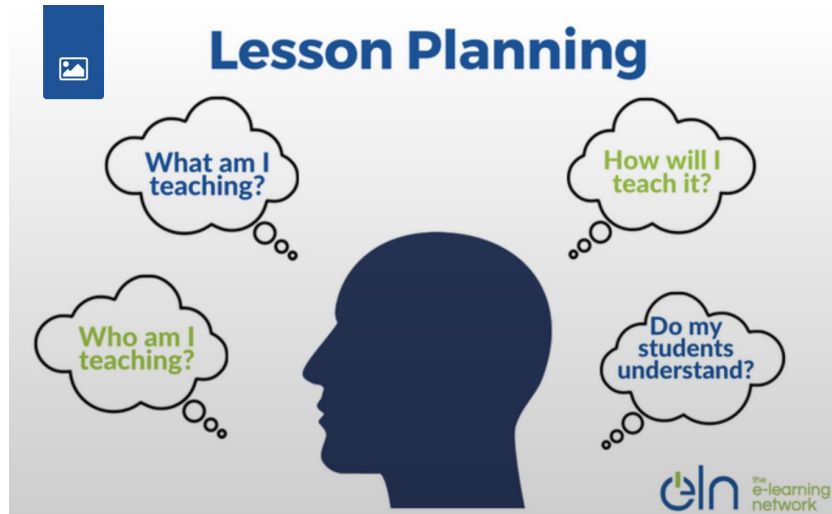 Lesson Planning
What am I
teaching?
How will I
teach it?
Who am I
teaching?
Do my
students
understand?
eln
the
e-learning
network